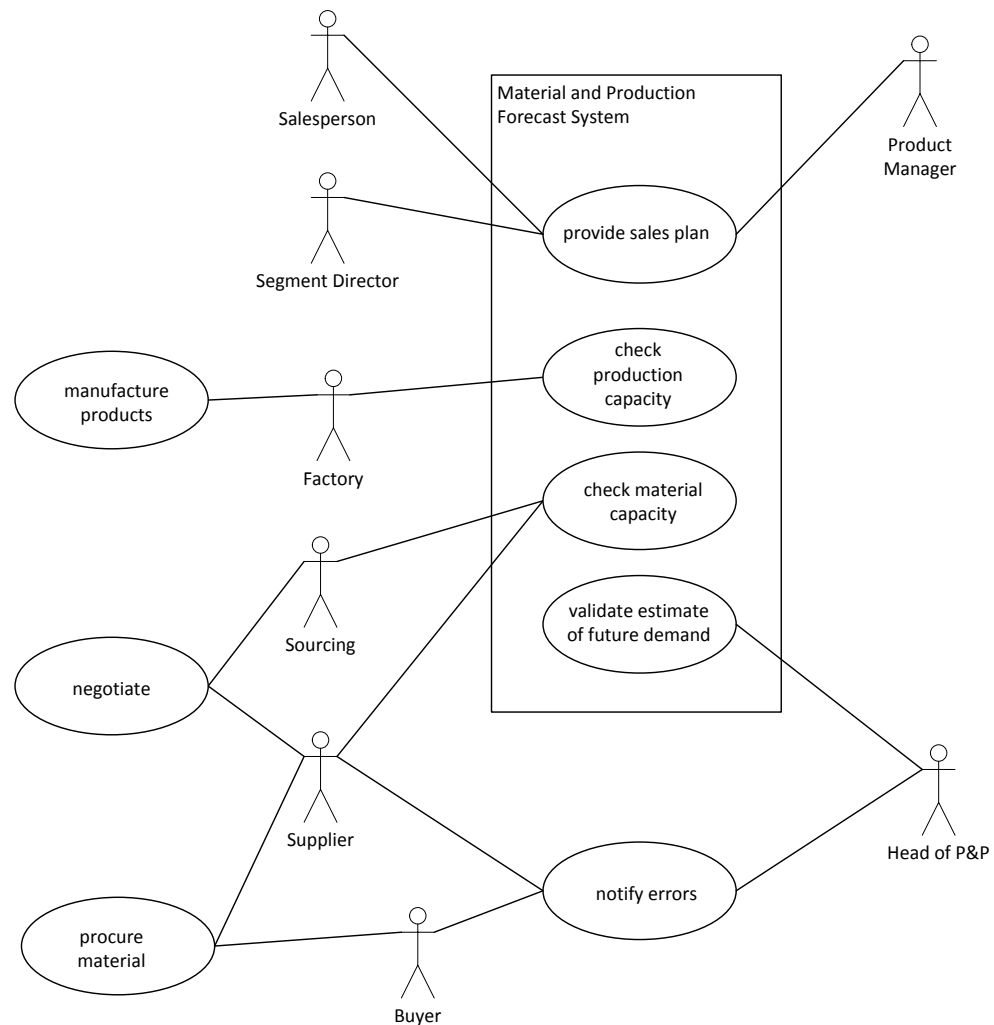 Salesperson
Material and Production
Forecast System
Product
Manager
provide sales plan
Segment Director
manufacture
products
check
production
capacity
Factory
check material
capacity
Sourcing
validate estimate
of future demand
negotiate
Supplier
Head of P&P
notify errors
procure
material
Buyer